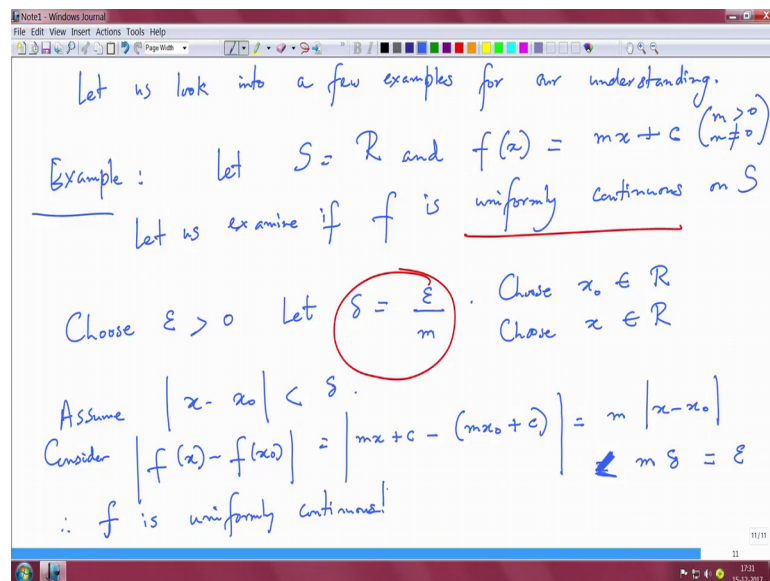 Note1 - Windows Journal
File Edit View Insert Actions Tools Help
Page Width
Let us look into a few examples for our understanding.
Example : Let S = R and f(x) = mx + c (m > 0 m ≠ 0)
Let us examine if f is uniformly continuous on S
Choose ε > 0 Let δ = ε/m . Choose x₀ ∈ R
Choose x ∈ R
Assume |x - x₀| < δ.
Consider |f(x) - f(x₀)| = |mx + c - (mx₀ + c)| = m |x - x₀|
< m δ = ε
∴ f is uniformly continuous!
11/11
11
17:31
15-12-2017